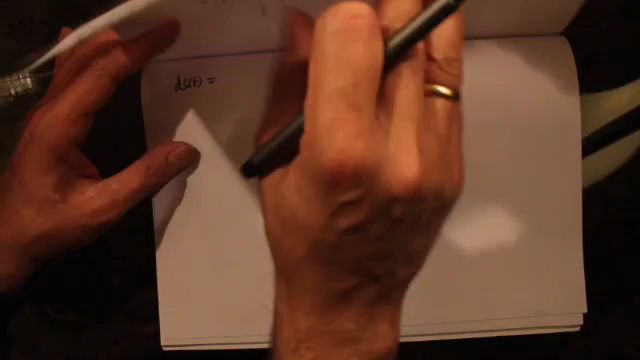 ds(t) =